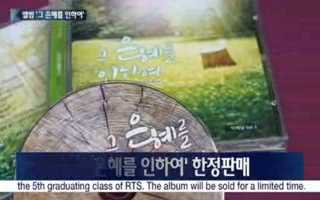 앨범 '그 은혜를 인하여'
그 은혜를
인하여
그 은혜를
은혜를 인하여' 한정판매
the 5th graduating class of RTS. The album will be sold for a limited time.